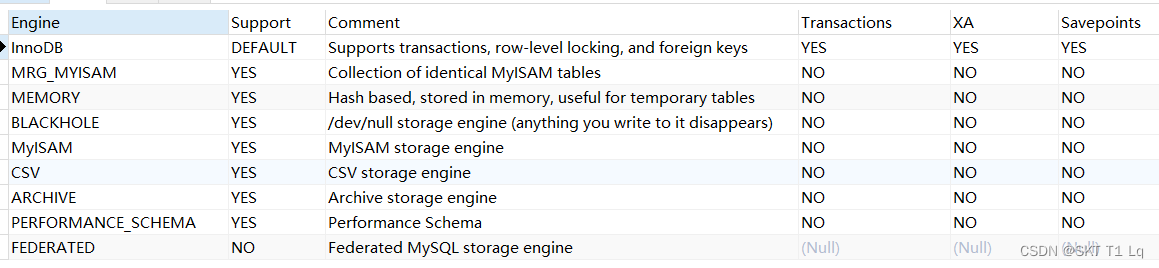 Engine Support Comment Transactions XA Savepoints
InnoDB DEFAULT Supports transactions, row-level locking, and foreign keys YES YES YES
MRG_MYISAM YES Collection of identical MyISAM tables NO NO NO
MEMORY YES Hash based, stored in memory, useful for temporary tables NO NO NO
BLACKHOLE YES /dev/null storage engine (anything you write to it disappears) NO NO NO
MyISAM YES MyISAM storage engine NO NO NO
CSV YES CSV storage engine NO NO NO
ARCHIVE YES Archive storage engine NO NO NO
PERFORMANCE_SCHEMA YES Performance Schema NO NO NO
FEDERATED NO Federated MySQL storage engine (Null) (Null) (Null)
CSDN @SKT T1 Lq